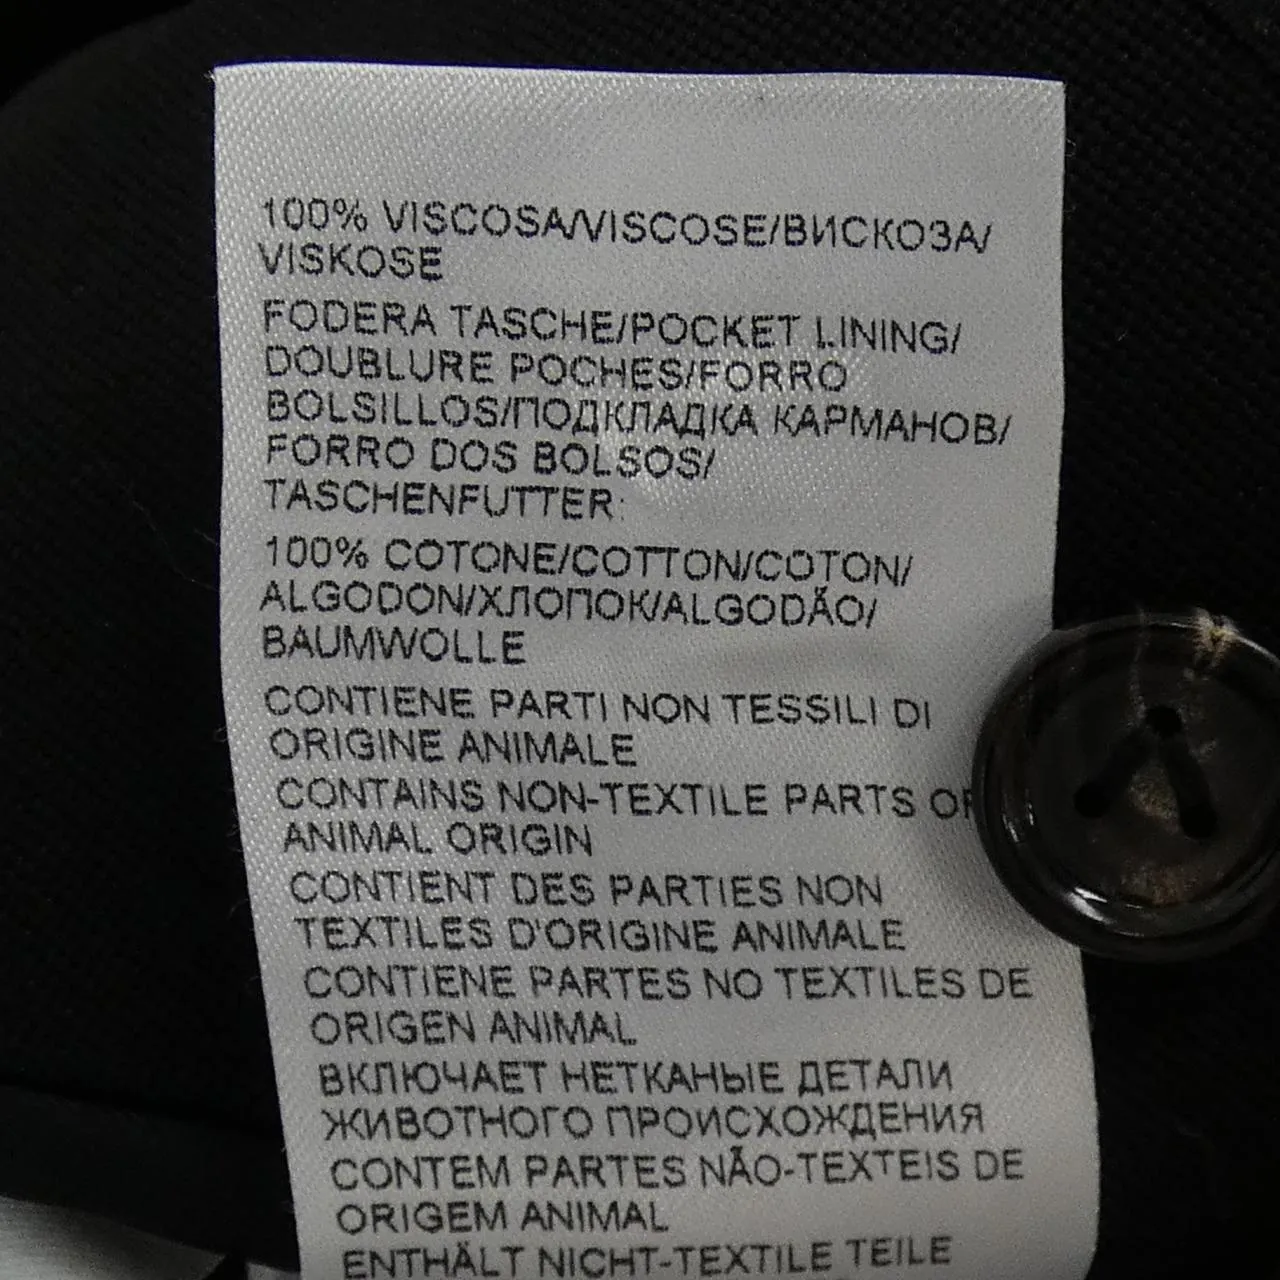 100% VISCOSA/VISCOSE/ВИСКОЗА/
VISKOSE
FODERA TASCHE/POCKET LINING/
DOUBLURE POCHES/FORRO
BOLSILLOS/ПОДКЛАДКА КАРМАНОВ/
FORRO DOS BOLSOS/
TASCHENFUTTER:
100% COTONE/COTTON/COTON/
ALGODON/ХЛОПОК/ALGODÃO/
BAUMWOLLE
CONTIENE PARTI NON TESSILI DI
ORIGINE ANIMALE
CONTAINS NON-TEXTILE PARTS OF
ANIMAL ORIGIN
CONTIENT DES PARTIES NON
TEXTILES D'ORIGINE ANIMALE
CONTIENE PARTES NO TEXTILES DE
ORIGEN ANIMAL
ВКЛЮЧАЕТ НЕТКАНЫЕ ДЕТАЛИ
ЖИВОТНОГО ПРОИСХОЖДЕНИЯ
CONTEM PARTES NÃO-TEXTEIS DE
ORIGEM ANIMAL
ENTHÄLT NICHT-TEXTILE TEILE